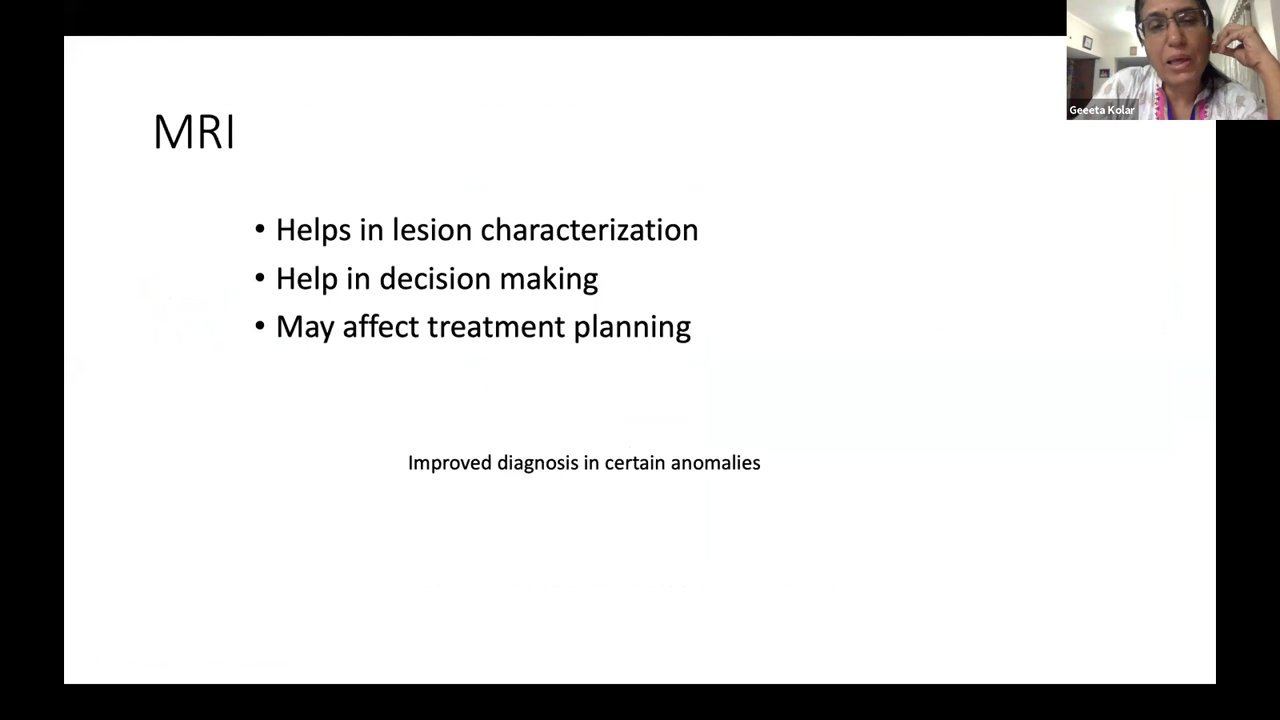 Geeeta Kolar
MRI
• Helps in lesion characterization
• Help in decision making
• May affect treatment planning
Improved diagnosis in certain anomalies